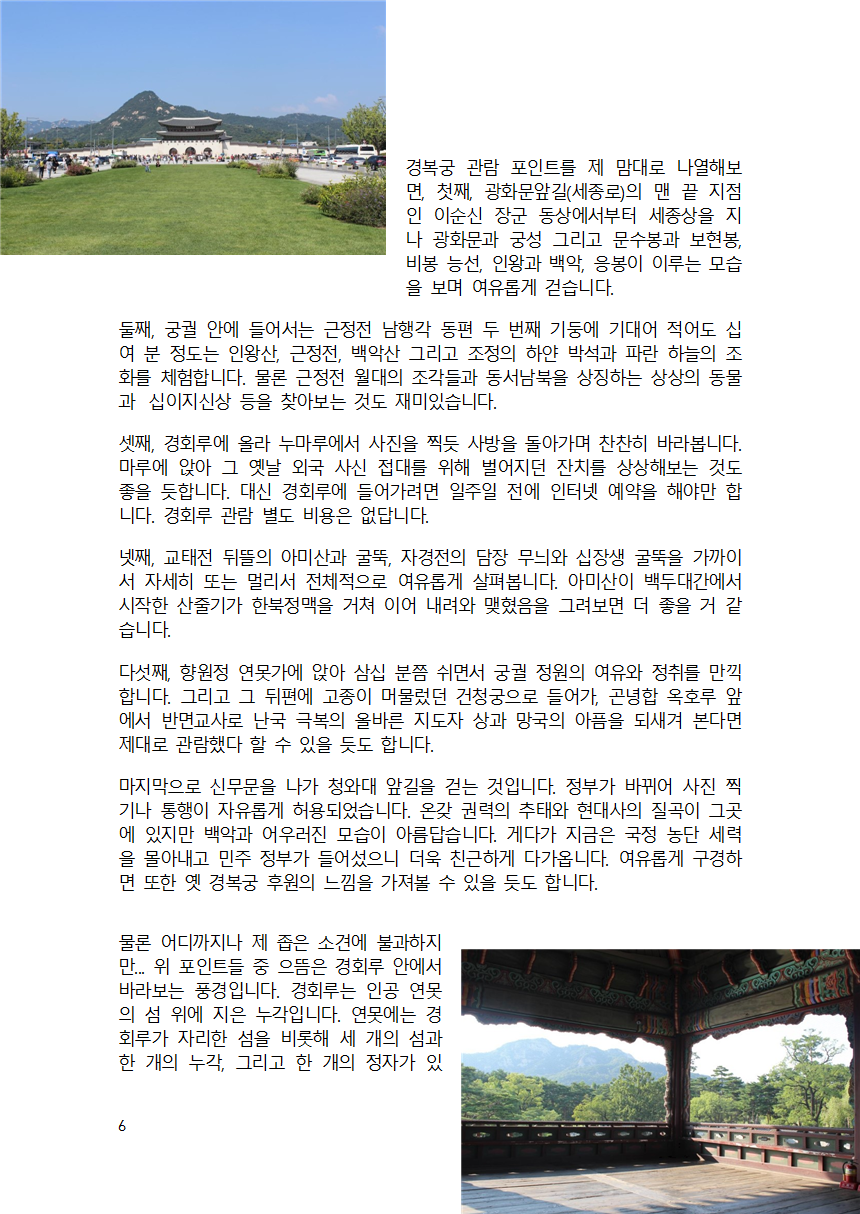 경복궁 관람 포인트를 제 맘대로 나열해보
면, 첫째, 광화문앞길(세종로)의 맨 끝 지점
인 이순신 장군 동상에서부터 세종상을 지
나 광화문과 궁성 그리고 문수봉과 보현봉,
비봉 능선, 인왕과 백악, 응봉이 이루는 모습
을 보며 여유롭게 걷습니다.
둘째, 궁궐 안에 들어서는 근정전 남행각 동편 두 번째 기둥에 기대어 적어도 십
여 분 정도는 인왕산, 근정전, 백악산 그리고 조정의 하얀 박석과 파란 하늘의 조
화를 체험합니다. 물론 근정전 월대의 조각들과 동서남북을 상징하는 상상의 동물
과 십이지신상 등을 찾아보는 것도 재미있습니다.
셋째, 경회루에 올라 누마루에서 사진을 찍듯 사방을 돌아가며 찬찬히 바라봅니다.
마루에 앉아 그 옛날 외국 사신 접대를 위해 벌어지던 잔치를 상상해보는 것도
좋을 듯합니다. 대신 경회루에 들어가려면 일주일 전에 인터넷 예약을 해야만 합
니다. 경회루 관람 별도 비용은 없답니다.
넷째, 교태전 뒤뜰의 아미산과 굴뚝, 자경전의 담장 무늬와 십장생 굴뚝을 가까이
서 자세히 또는 멀리서 전체적으로 여유롭게 살펴봅니다. 아미산이 백두대간에서
시작한 산줄기가 한북정맥을 거쳐 이어 내려와 맺혔음을 그려보면 더 좋을 거 같
습니다.
다섯째, 향원정 연못가에 앉아 삼십 분쯤 쉬면서 궁궐 정원의 여유와 정취를 만끽
합니다. 그리고 그 뒤편에 고종이 머물렀던 건청궁으로 들어가, 곤녕합 옥호루 앞
에서 반면교사로 난국 극복의 올바른 지도자 상과 망국의 아픔을 되새겨 본다면
제대로 관람했다 할 수 있을 듯도 합니다.
마지막으로 신무문을 나가 청와대 앞길을 걷는 것입니다. 정부가 바뀌어 사진 찍
기나 통행이 자유롭게 허용되었습니다. 온갖 권력의 추태와 현대사의 질곡이 그곳
에 있지만 백악과 어우러진 모습이 아름답습니다. 게다가 지금은 국정 농단 세력
을 몰아내고 민주 정부가 들어섰으니 더욱 친근하게 다가옵니다. 여유롭게 구경하
면 또한 옛 경복궁 후원의 느낌을 가져볼 수 있을 듯도 합니다.
물론 어디까지나 제 좁은 소견에 불과하지
만... 위 포인트들 중 으뜸은 경회루 안에서
바라보는 풍경입니다. 경회루는 인공 연못
의 섬 위에 지은 누각입니다. 연못에는 경
회루가 자리한 섬을 비롯해 세 개의 섬과
한 개의 누각, 그리고 한 개의 정자가 있
6